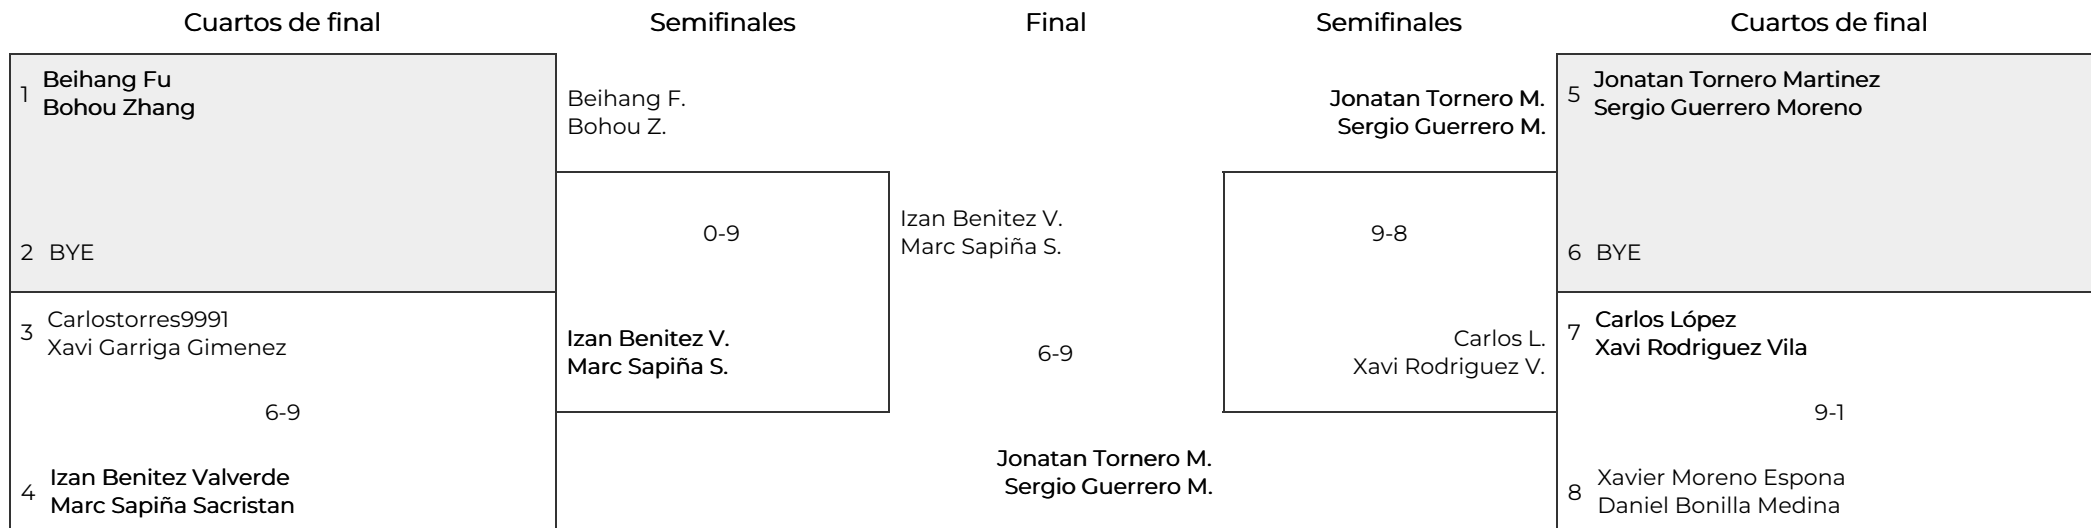 Cuartos de final
Semifinales
Final
Semifinales
Cuartos de final
1
Beihang Fu
Bohou Zhang
2 BYE
3
Carlostorres9991
Xavi Garriga Gimenez
6-9
4
Izan Benitez Valverde
Marc Sapiña Sacristan
Beihang F.
Bohou Z.
0-9
Izan Benitez V.
Marc Sapiña S.
Izan Benitez V.
Marc Sapiña S.
6-9
Jonatan Tornero M.
Sergio Guerrero M.
Jonatan Tornero M.
Sergio Guerrero M.
9-8
Carlos L.
Xavi Rodriguez V.
5
Jonatan Tornero Martinez
Sergio Guerrero Moreno
6 BYE
7
Carlos López
Xavi Rodriguez Vila
9-1
8
Xavier Moreno Espona
Daniel Bonilla Medina